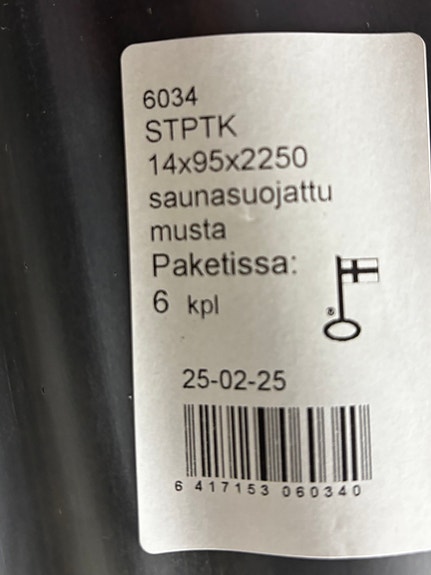 6034
STPTK
14x95x2250
saunasuojattu
musta
Paketissa:
6 kpl
®
25-02-25
6 417153 060340